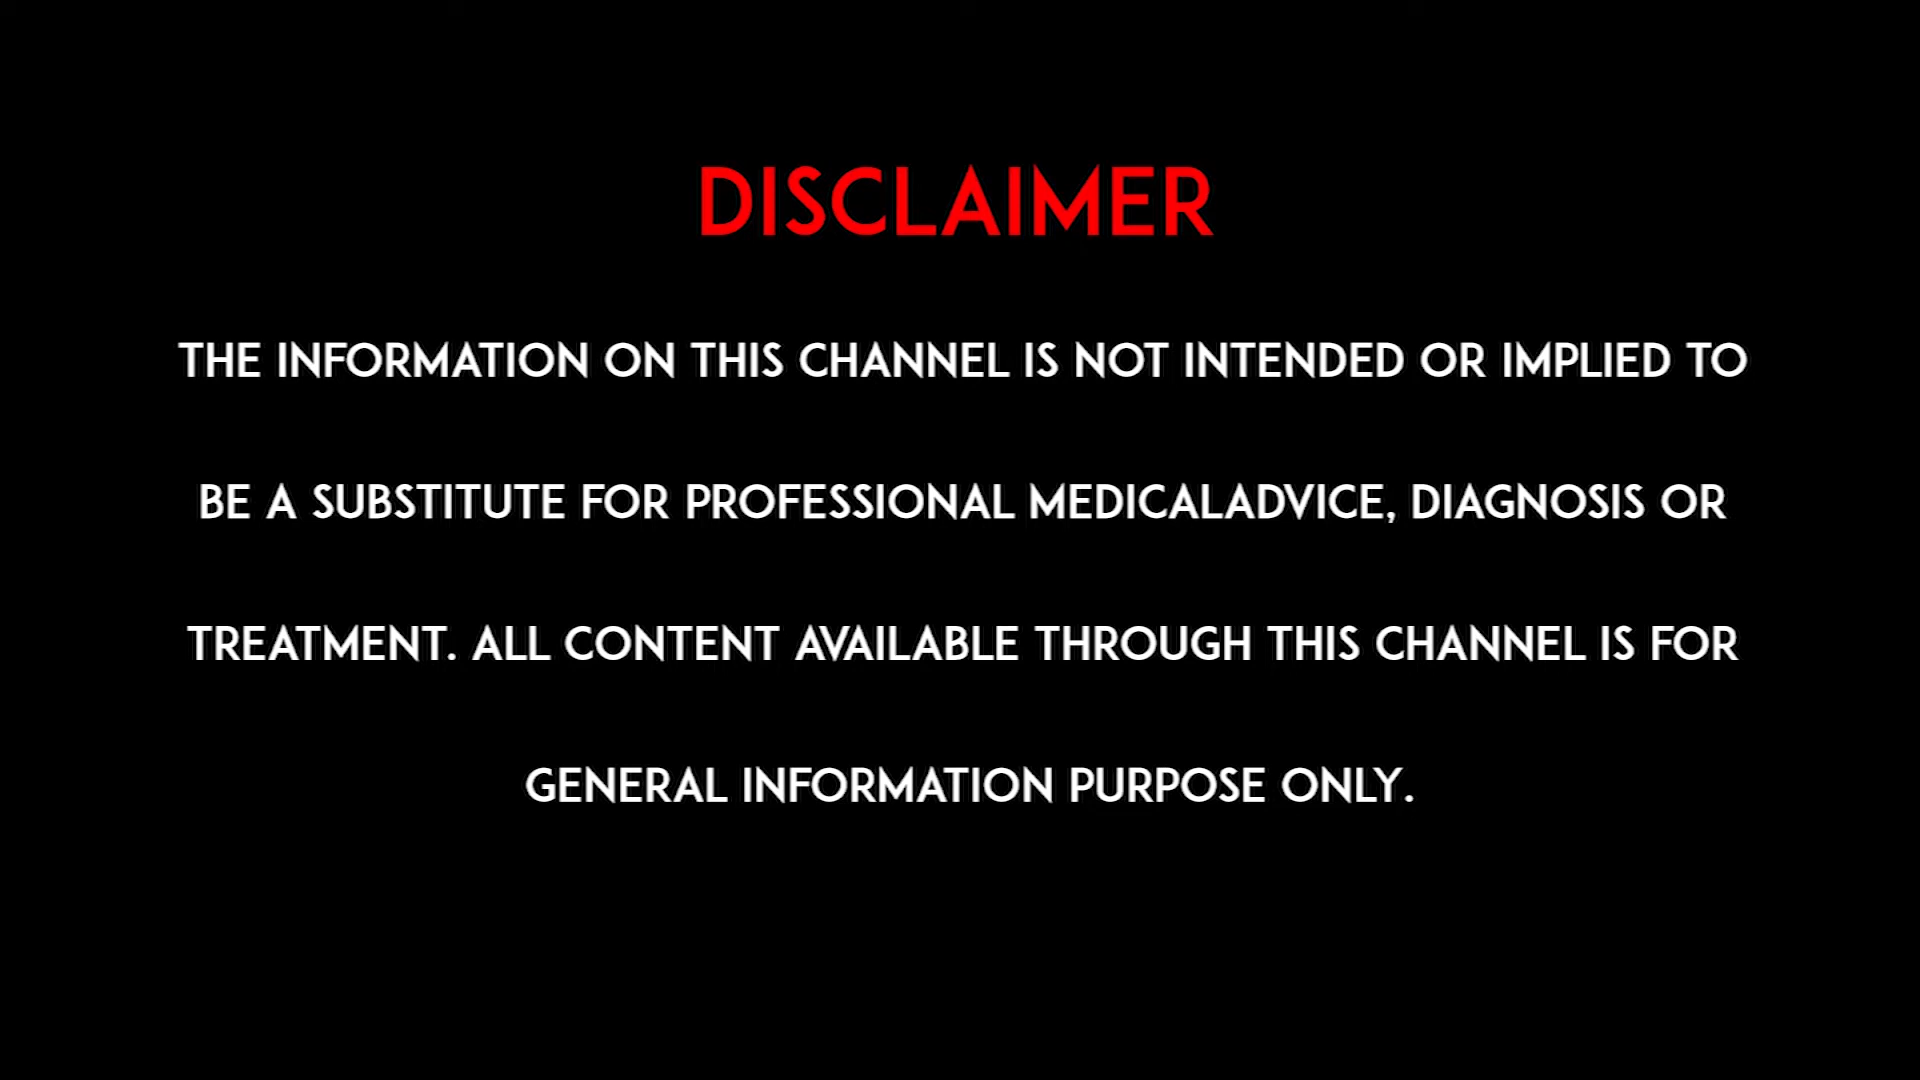 DISCLAIMER
THE INFORMATION ON THIS CHANNEL IS NOT INTENDED OR IMPLIED TO
BE A SUBSTITUTE FOR PROFESSIONAL MEDICALADVICE, DIAGNOSIS OR
TREATMENT. ALL CONTENT AVAILABLE THROUGH THIS CHANNEL IS FOR
GENERAL INFORMATION PURPOSE ONLY.